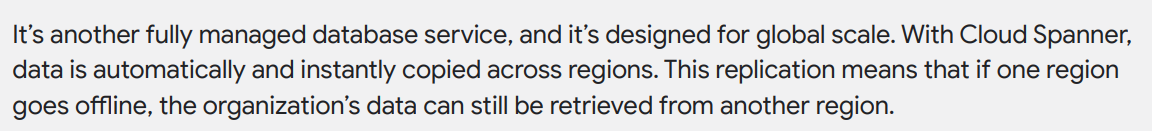 It’s another fully managed database service, and it’s designed for global scale. With Cloud Spanner,
data is automatically and instantly copied across regions. This replication means that if one region
goes offline, the organization’s data can still be retrieved from another region.